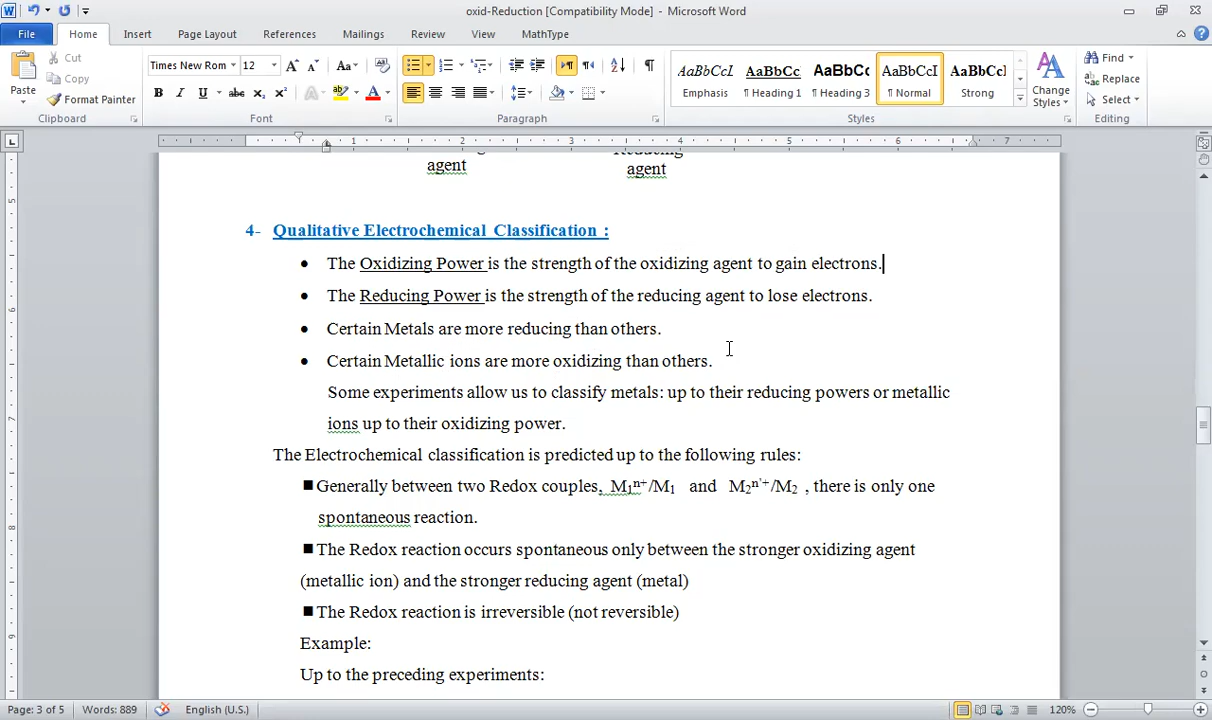 oxid-Reduction [Compatibility Mode] - Microsoft Word
File Home Insert Page Layout References Mailings Review View MathType
Paste
Cut
Copy
Format Painter
Clipboard
Times New Rom 12
Font
Paragraph
AaBbCcI AaBbCc AaBbCc AaBbCcI AaBbCcl
Emphasis ¶ Heading 1 ¶ Heading 3 ¶ Normal Strong
Styles
Change Styles
Find
Replace
Select
Editing
1 2 3 4 5 6 7
agent
Reducing
agent
4- Qualitative Electrochemical Classification :
• The Oxidizing Power is the strength of the oxidizing agent to gain electrons.
• The Reducing Power is the strength of the reducing agent to lose electrons.
• Certain Metals are more reducing than others.
• Certain Metallic ions are more oxidizing than others.
Some experiments allow us to classify metals: up to their reducing powers or metallic
ions up to their oxidizing power.
The Electrochemical classification is predicted up to the following rules:
■ Generally between two Redox couples, M₁ⁿ⁺/M₁ and M₂ⁿ'⁺/M₂ , there is only one
spontaneous reaction.
■ The Redox reaction occurs spontaneous only between the stronger oxidizing agent
(metallic ion) and the stronger reducing agent (metal)
■ The Redox reaction is irreversible (not reversible)
Example:
Up to the preceding experiments:
Page: 3 of 5 Words: 889 English (U.S.) 120%